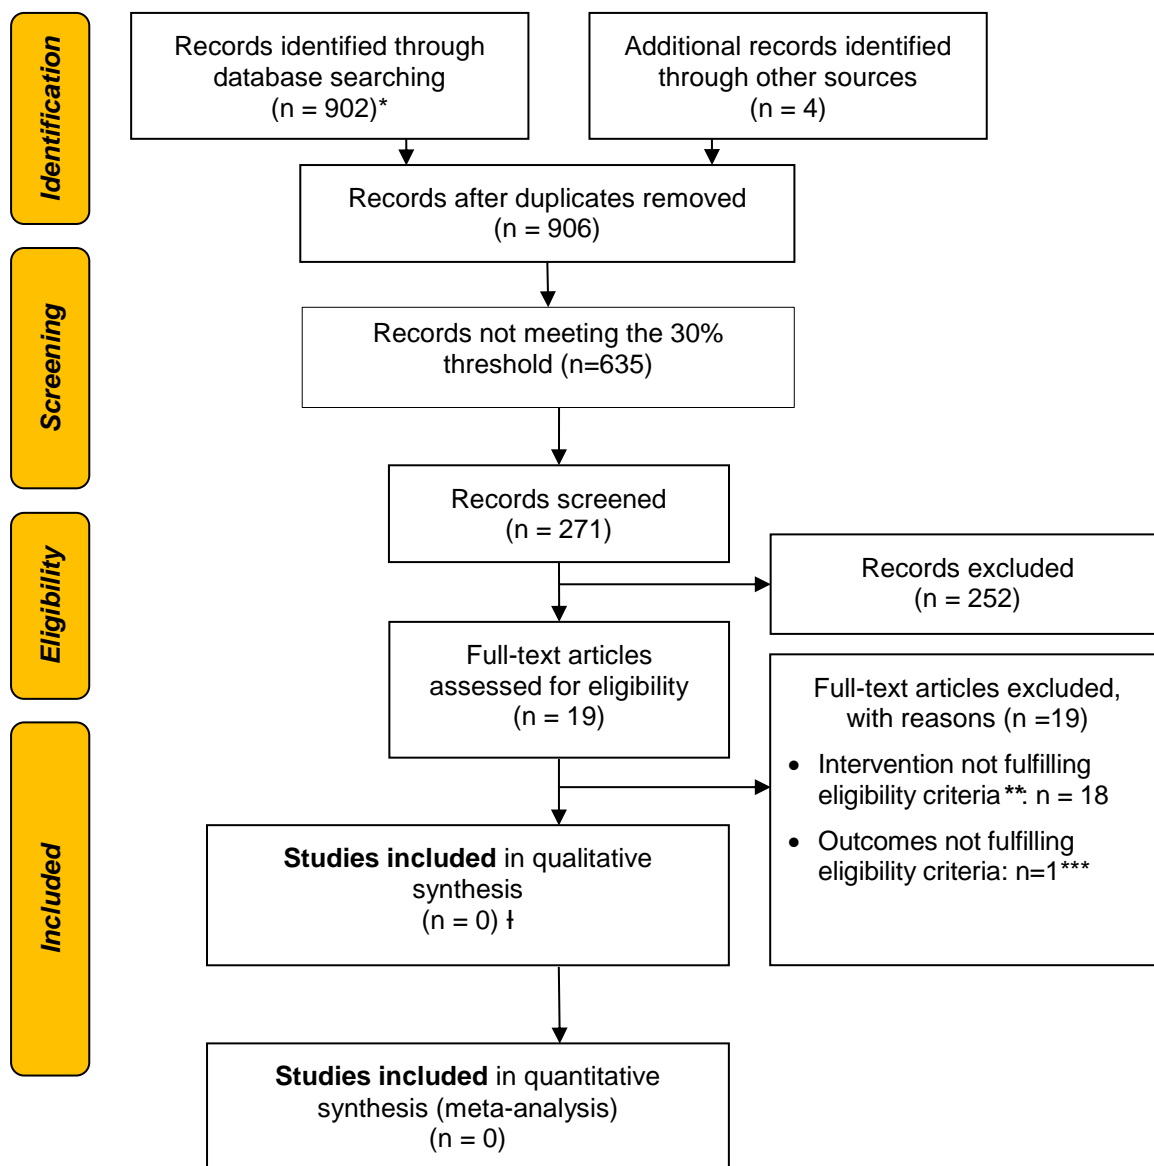 Identification
Records identified through
database searching
(n = 902)*
Additional records identified
through other sources
(n = 4)
Records after duplicates removed
(n = 906)
Screening
Records not meeting the 30%
threshold (n=635)
Records screened
(n = 271)
Eligibility
Records excluded
(n = 252)
Full-text articles
assessed for eligibility
(n = 19)
Full-text articles excluded,
with reasons (n =19)
• Intervention not fulfilling
eligibility criteria**: n = 18
• Outcomes not fulfilling
eligibility criteria: n=1***
Included
Studies included in qualitative
synthesis
(n = 0) ƚ
Studies included in quantitative
synthesis (meta-analysis)
(n = 0)